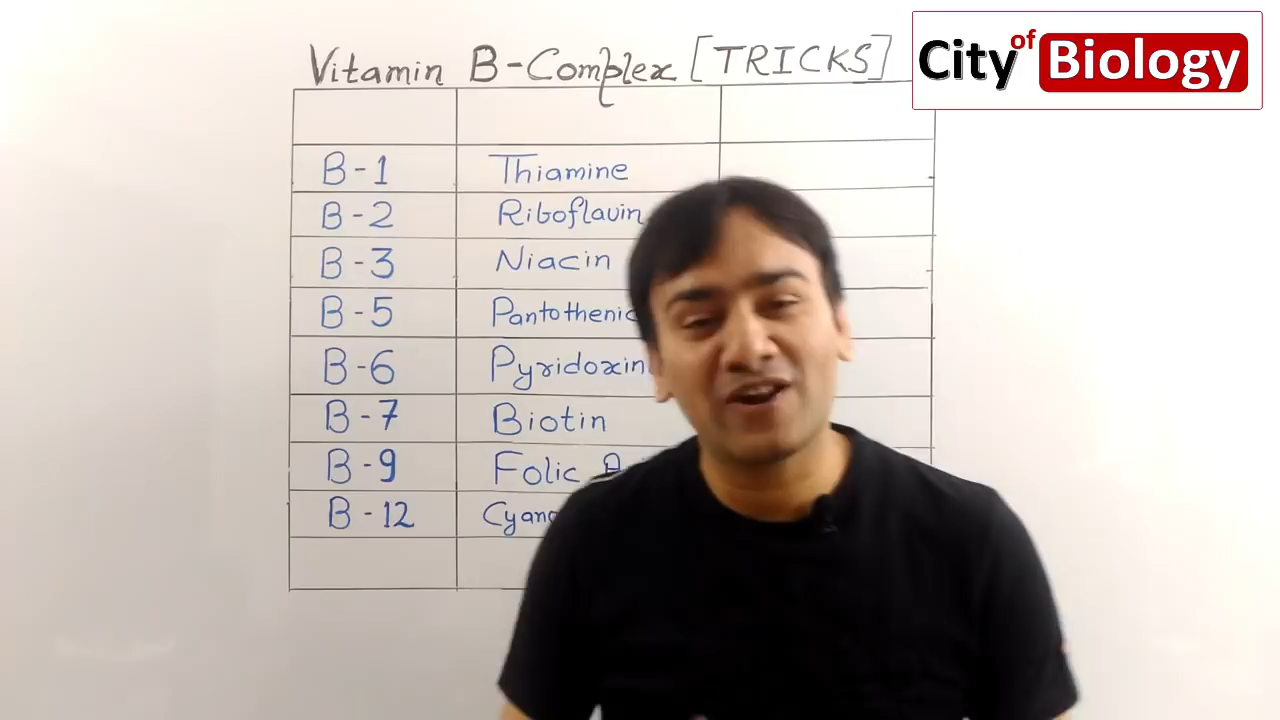 Vitamin B-Complex [TRICKS]
City of Biology
B-1 Thiamine
B-2 Riboflavin
B-3 Niacin
B-5 Pantothenic
B-6 Pyridoxin
B-7 Biotin
B-9 Folic A
B-12 Cyano